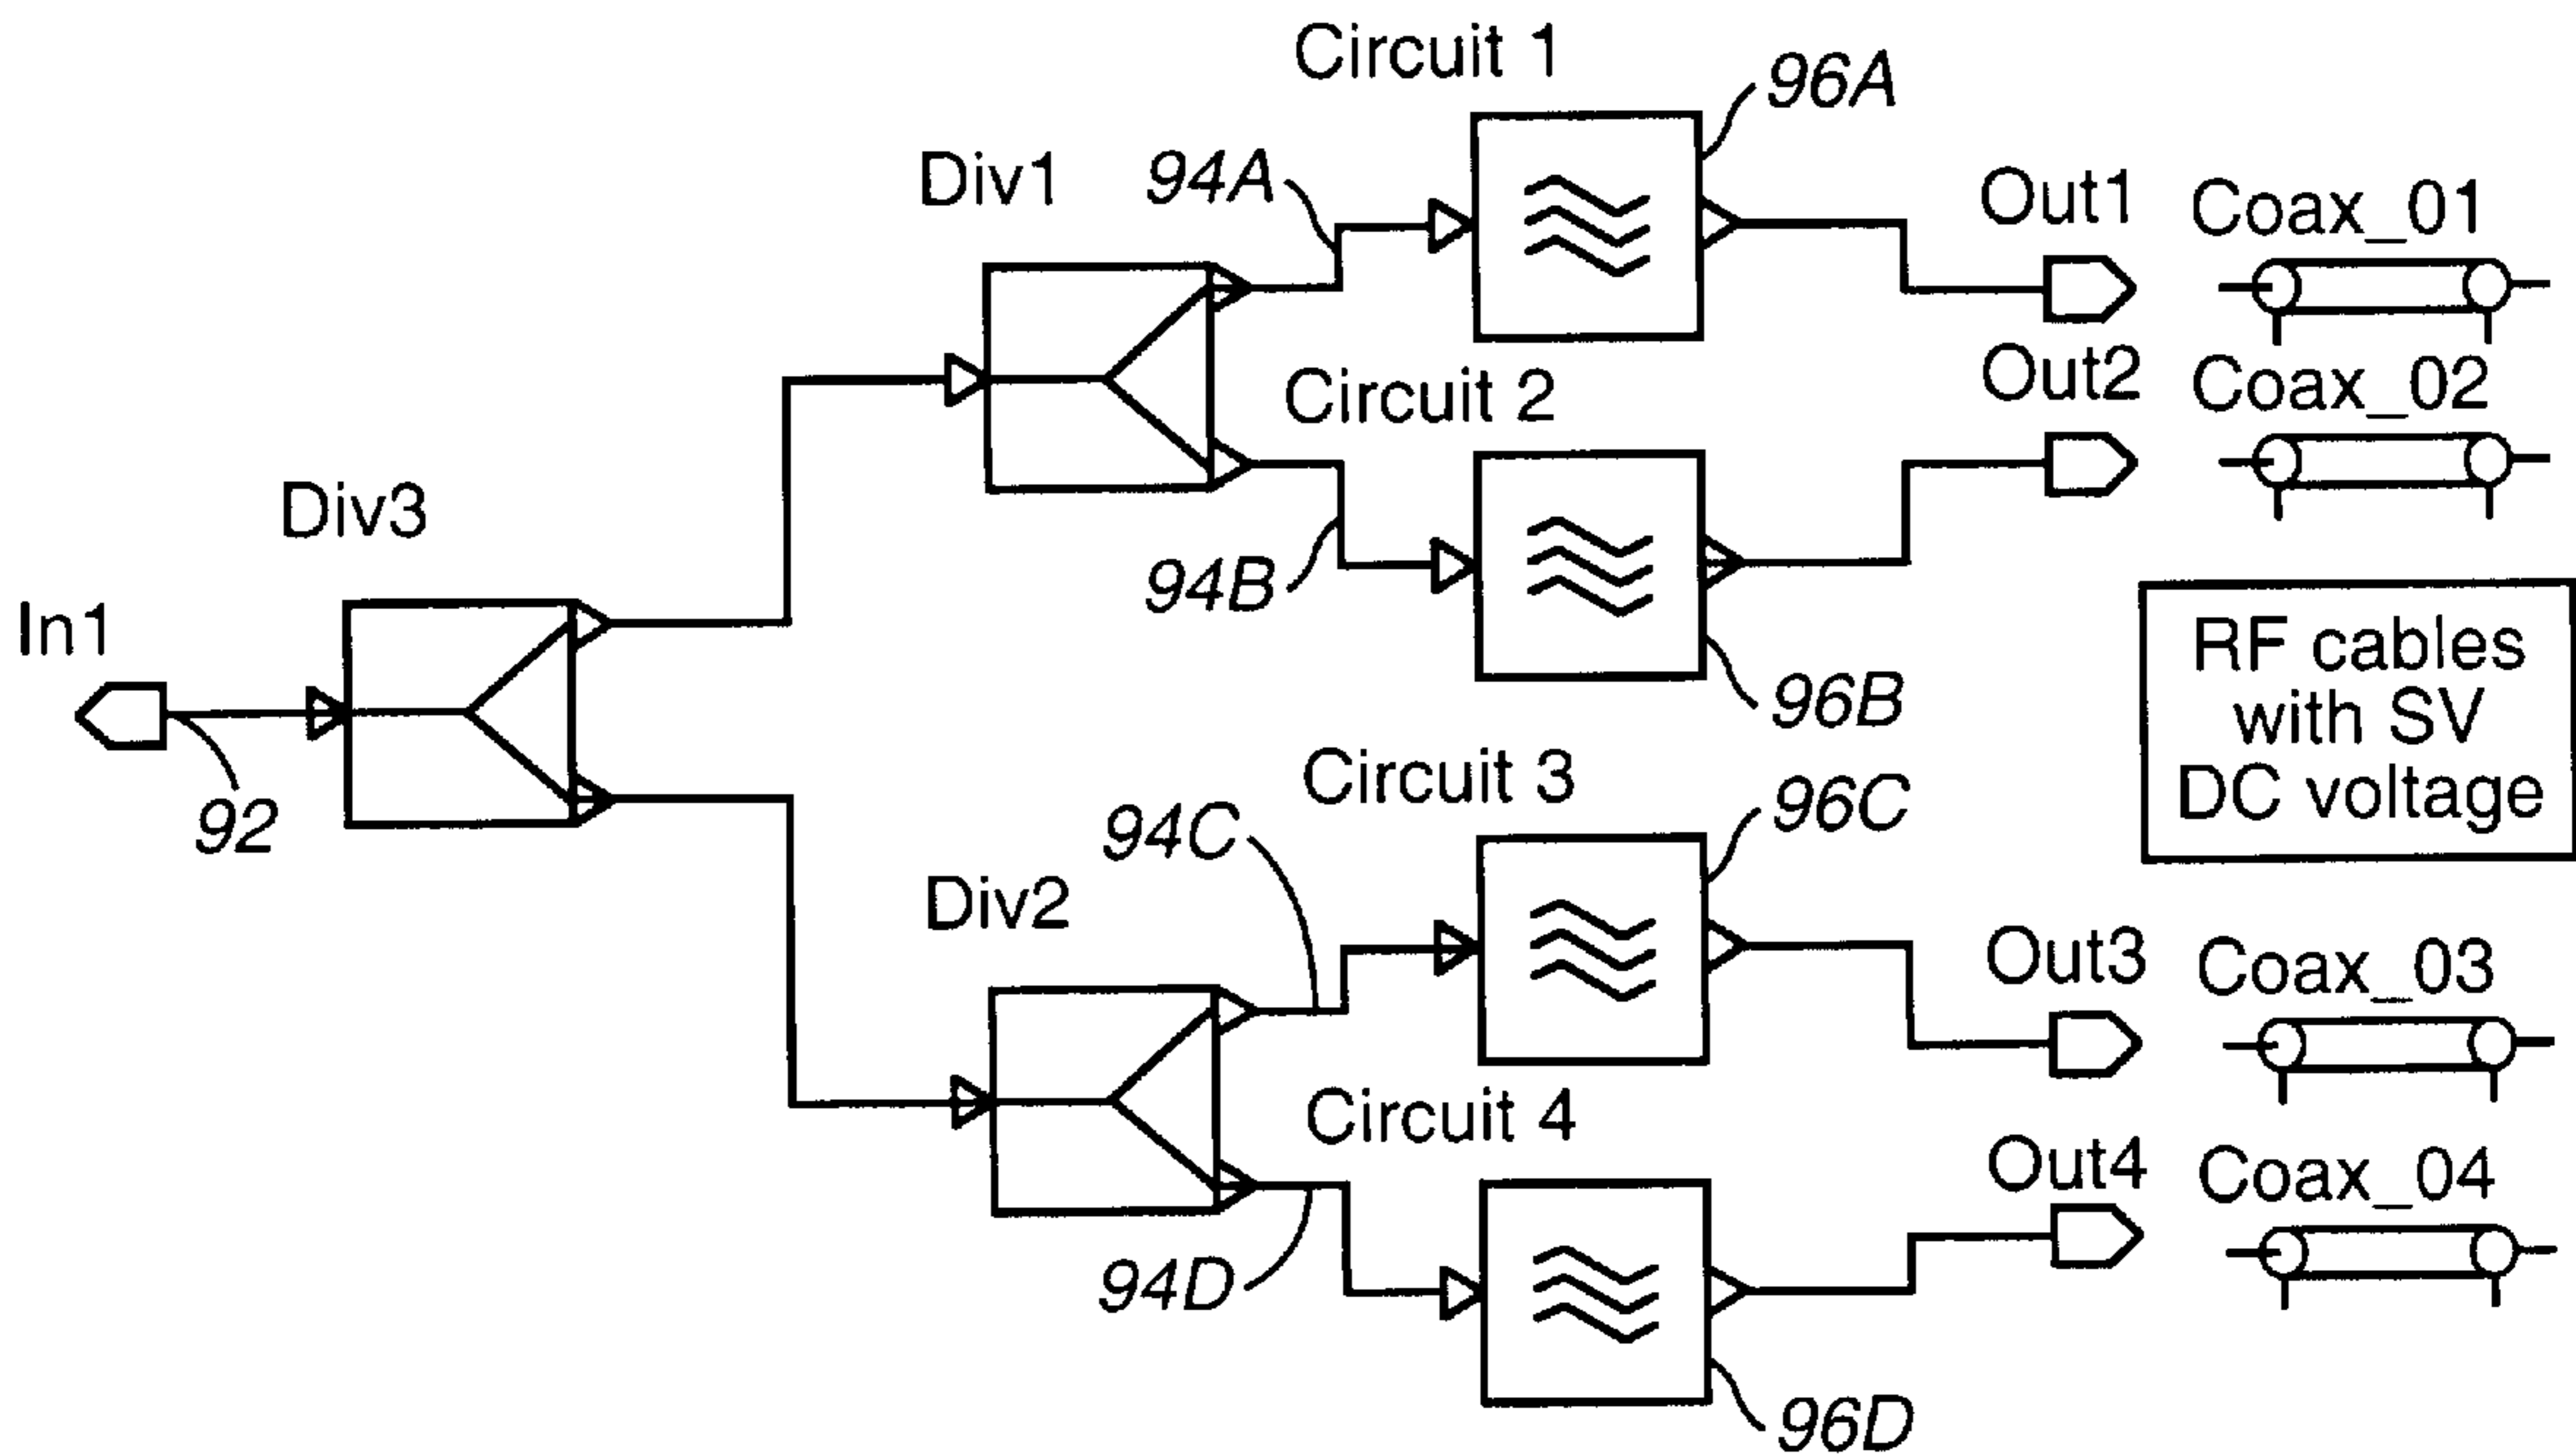 Circuit 1
96A
Div1
94A
Out1
Coax_01
Circuit 2
Out2
Coax_02
Div3
94B
In1
96B
RF cables
with SV
DC voltage
92
Circuit 3
96C
94C
Div2
Out3
Coax_03
Circuit 4
Out4
Coax_04
94D
96D